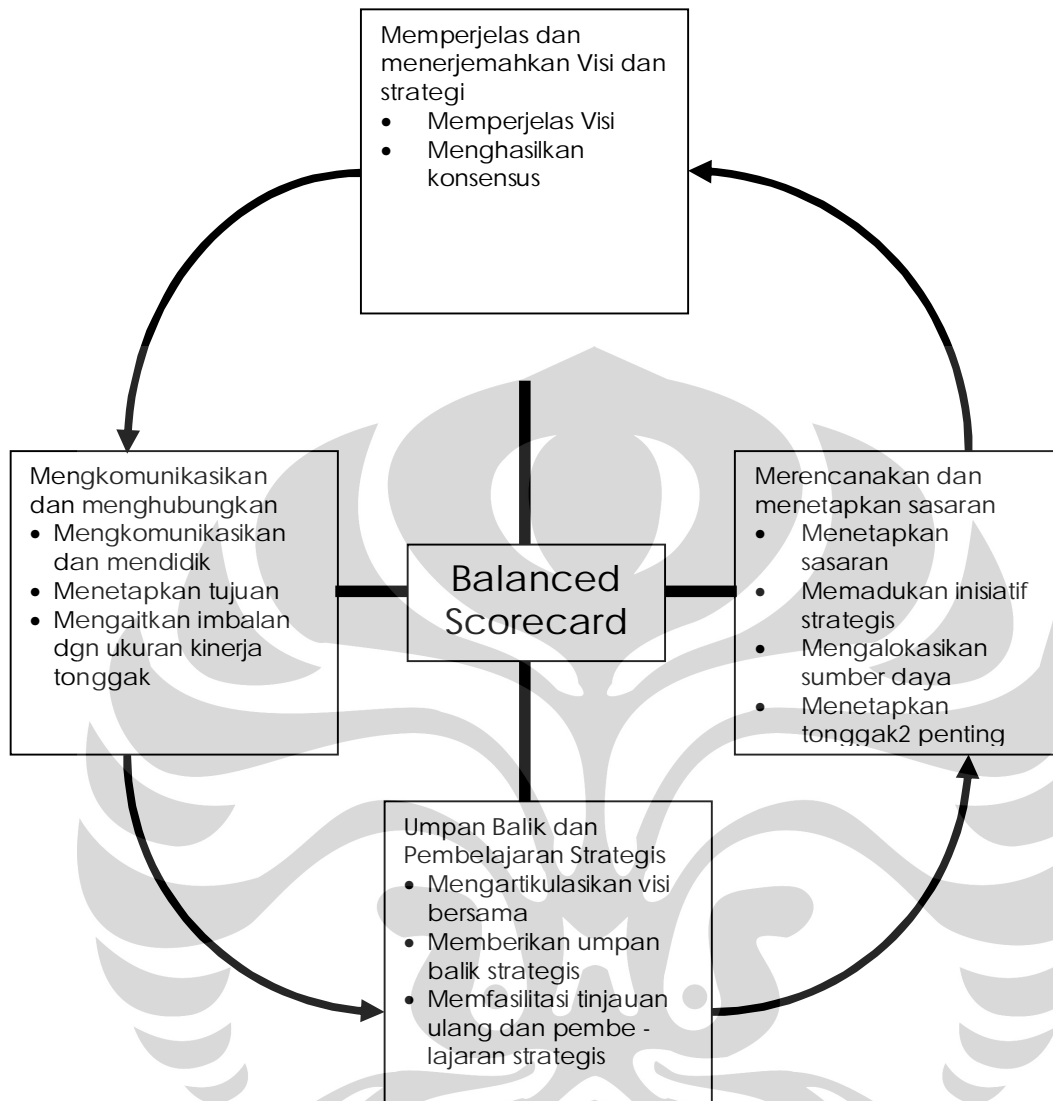 Memperjelas dan
menerjemahkan Visi dan
strategi
• Memperjelas Visi
• Menghasilkan
konsensus
Mengkomunikasikan
dan menghubungkan
• Mengkomunikasikan
dan mendidik
• Menetapkan tujuan
• Mengaitkan imbalan
dgn ukuran kinerja
tonggak
Balanced
Scorecard
Merencanakan dan
menetapkan sasaran
• Menetapkan
sasaran
• Memadukan inisiatif
strategis
• Mengalokasikan
sumber daya
• Menetapkan
tonggak2 penting
Umpan Balik dan
Pembelajaran Strategis
• Mengartikulasikan visi
bersama
• Memberikan umpan
balik strategis
• Memfasilitasi tinjauan
ulang dan pembe -
lajaran strategis